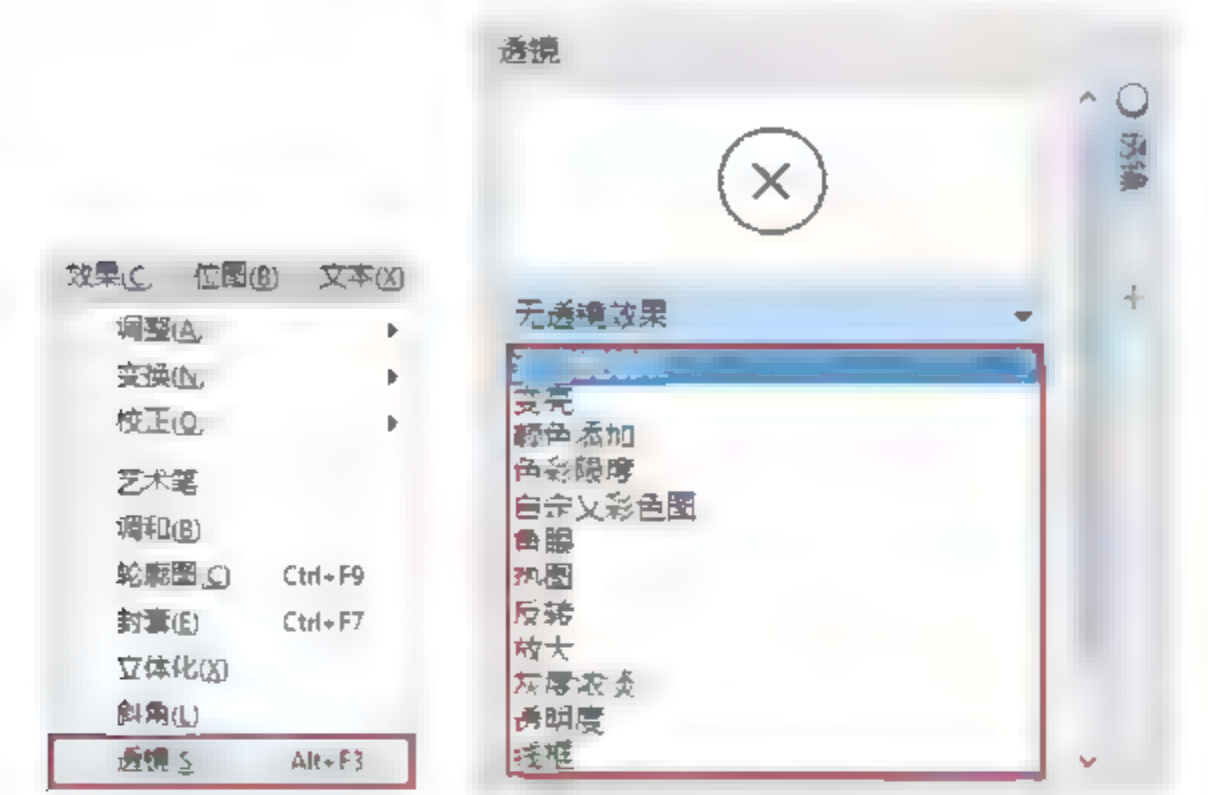 效果(C) 位图(B) 文本(X)
调整(A)
变换(N)
校正(O)
艺术笔
调和(B)
轮廓图(C) Ctrl+F9
封套(E) Ctrl+F7
立体化(X)
斜角(L)
透镜 S Alt+F3
透镜
透镜
无透镜效果
变亮
颜色添加
色彩限度
自定义彩色图
鱼眼
热图
反转
放大
灰度浓淡
透明度
线框